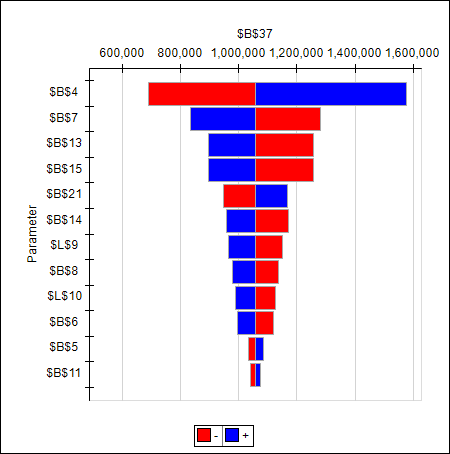 $B$37
600,000 800,000 1,000,000 1,200,000 1,400,000 1,600,000
$B$4
$B$7
$B$13
$B$15
$B$21
$B$14
$L$9
$B$8
$L$10
$B$6
$B$5
$B$11
Parameter
- +